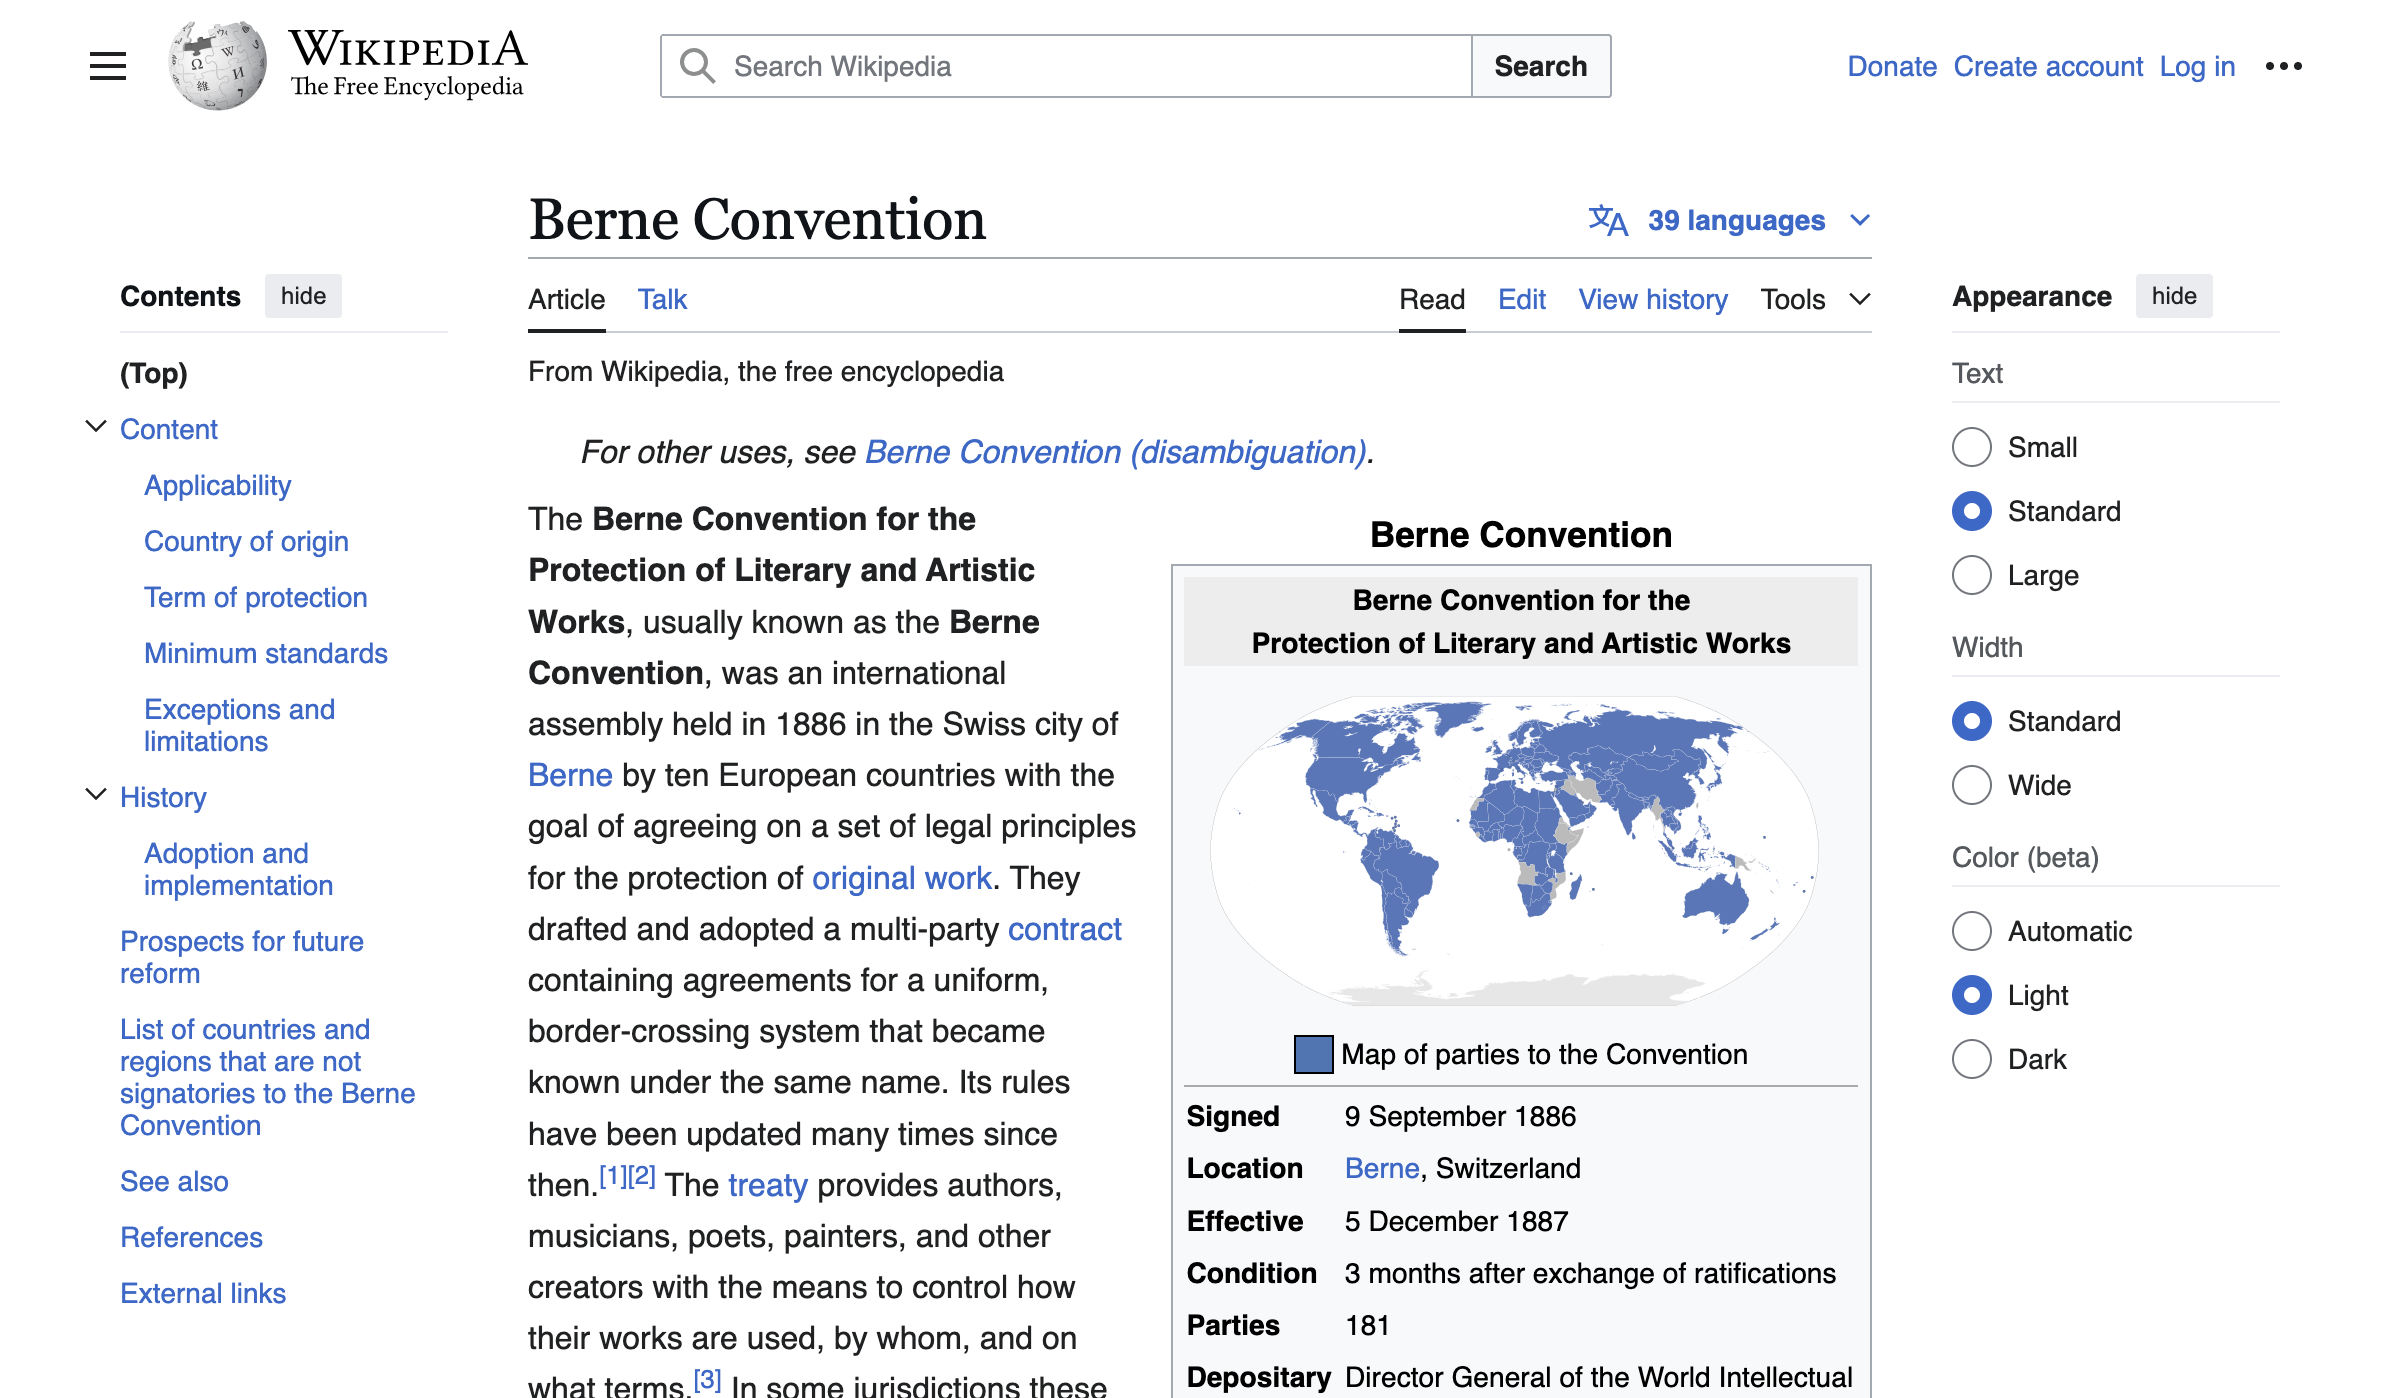 WIKIPEDIA
The Free Encyclopedia
Search Wikipedia
Search
Donate Create account Log in
Berne Convention
39 languages
Contents hide
(Top)
Content
Applicability
Country of origin
Term of protection
Minimum standards
Exceptions and
limitations
History
Adoption and
implementation
Prospects for future
reform
List of countries and
regions that are not
signatories to the Berne
Convention
See also
References
External links
Article Talk
Read Edit View history Tools
From Wikipedia, the free encyclopedia
For other uses, see Berne Convention (disambiguation).
The Berne Convention for the
Protection of Literary and Artistic
Works, usually known as the Berne
Convention, was an international
assembly held in 1886 in the Swiss city of
Berne by ten European countries with the
goal of agreeing on a set of legal principles
for the protection of original work. They
drafted and adopted a multi-party contract
containing agreements for a uniform,
border-crossing system that became
known under the same name. Its rules
have been updated many times since
then.[1][2] The treaty provides authors,
musicians, poets, painters, and other
creators with the means to control how
their works are used, by whom, and on
what terms.[3] In some jurisdictions these
Berne Convention
Berne Convention for the
Protection of Literary and Artistic Works
Map of parties to the Convention
Signed 9 September 1886
Location Berne, Switzerland
Effective 5 December 1887
Condition 3 months after exchange of ratifications
Parties 181
Depositary Director General of the World Intellectual
Appearance hide
Text
Small
Standard
Large
Width
Standard
Wide
Color (beta)
Automatic
Light
Dark